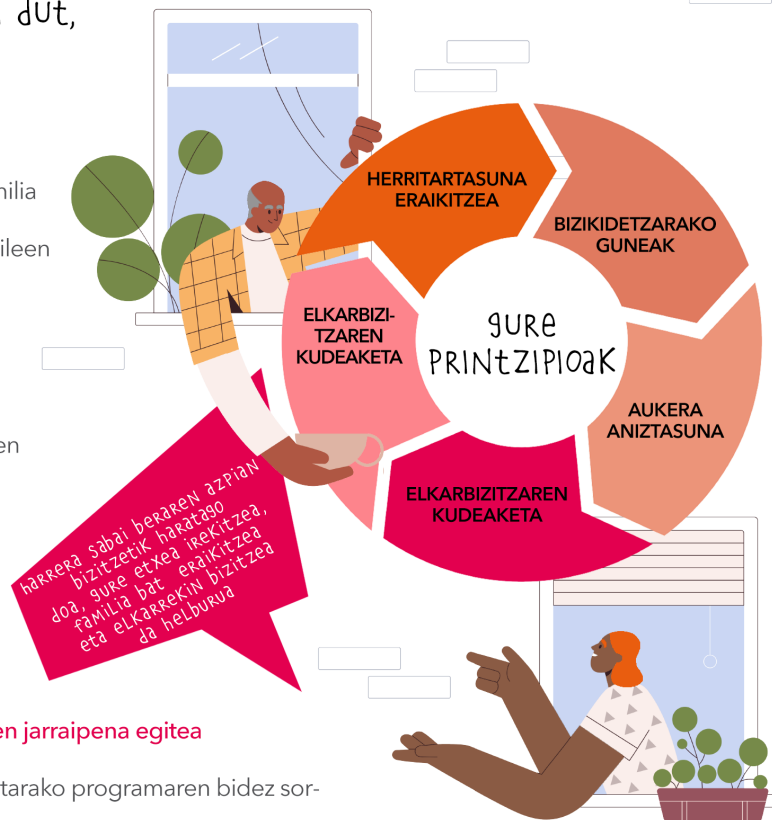 dut,
milia
ileen
en
HERRITARTASUNA
ERAIKITZEA
BIZIKIDETZARAKO
GUNEAK
AUKERA
ANIZTASUNA
ELKARBIZITZAREN
KUDEAKETA
ELKARBIZI-
TZAREN
KUDEAKETA
gure
PRINTZIPIOAK
harrera sabai beraren azpian
bizitzetik haratago
doa, gure etxea irekitzea,
familia bat eraikitzea
eta elkarrekin bizitzea
da helburua
en jarraipena egitea
tarako programaren bidez sor-